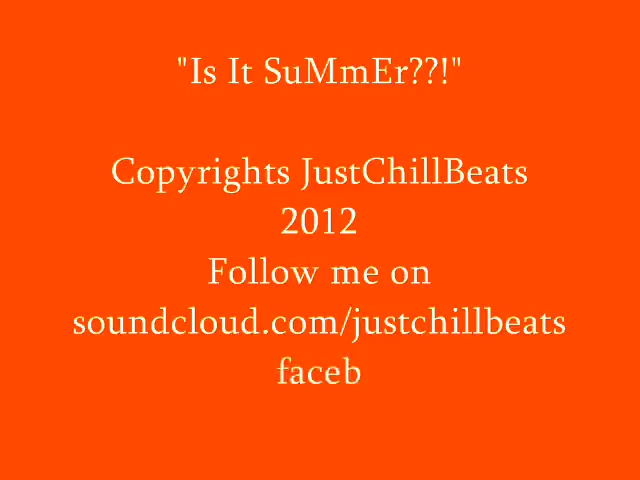 "Is It SuMmEr??!"
Copyrights JustChillBeats
2012
Follow me on
soundcloud.com/justchillbeats
faceb